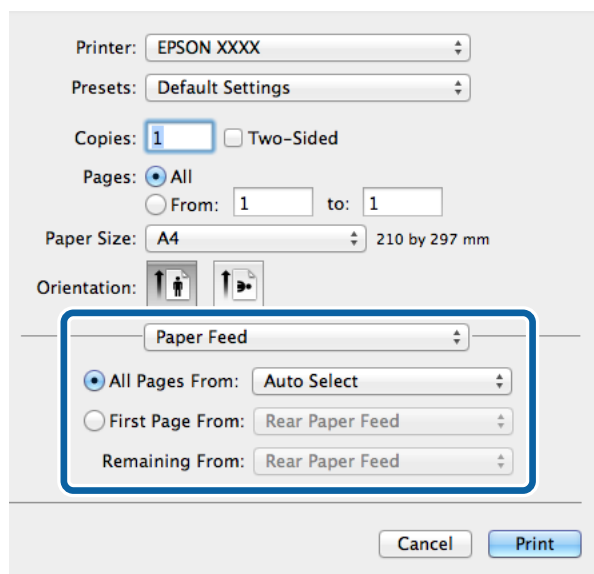 Printer: EPSON XXXX
Presets: Default Settings
Copies: 1 Two-Sided
Pages: All
From: 1 to: 1
Paper Size: A4 210 by 297 mm
Orientation:
Paper Feed
All Pages From: Auto Select
First Page From: Rear Paper Feed
Remaining From: Rear Paper Feed
Cancel Print